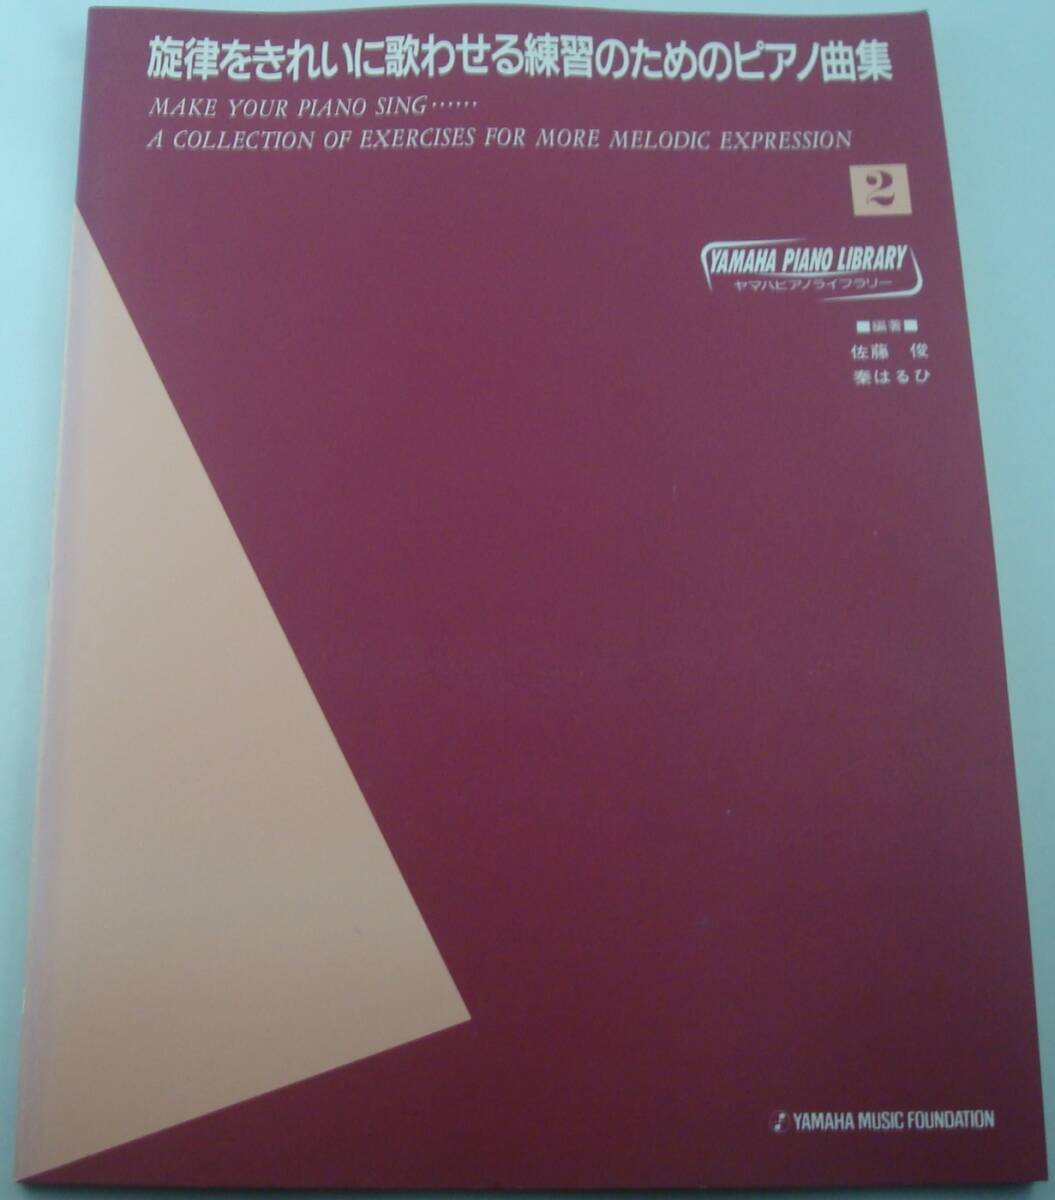 旋律をきれいに歌わせる練習のためのピアノ曲集
MAKE YOUR PIANO SING……
A COLLECTION OF EXERCISES FOR MORE MELODIC EXPRESSION
2
YAMAHA PIANO LIBRARY
ヤマハピアノライブラリー
■編著■
佐藤 俊
秦はるひ
YAMAHA MUSIC FOUNDATION